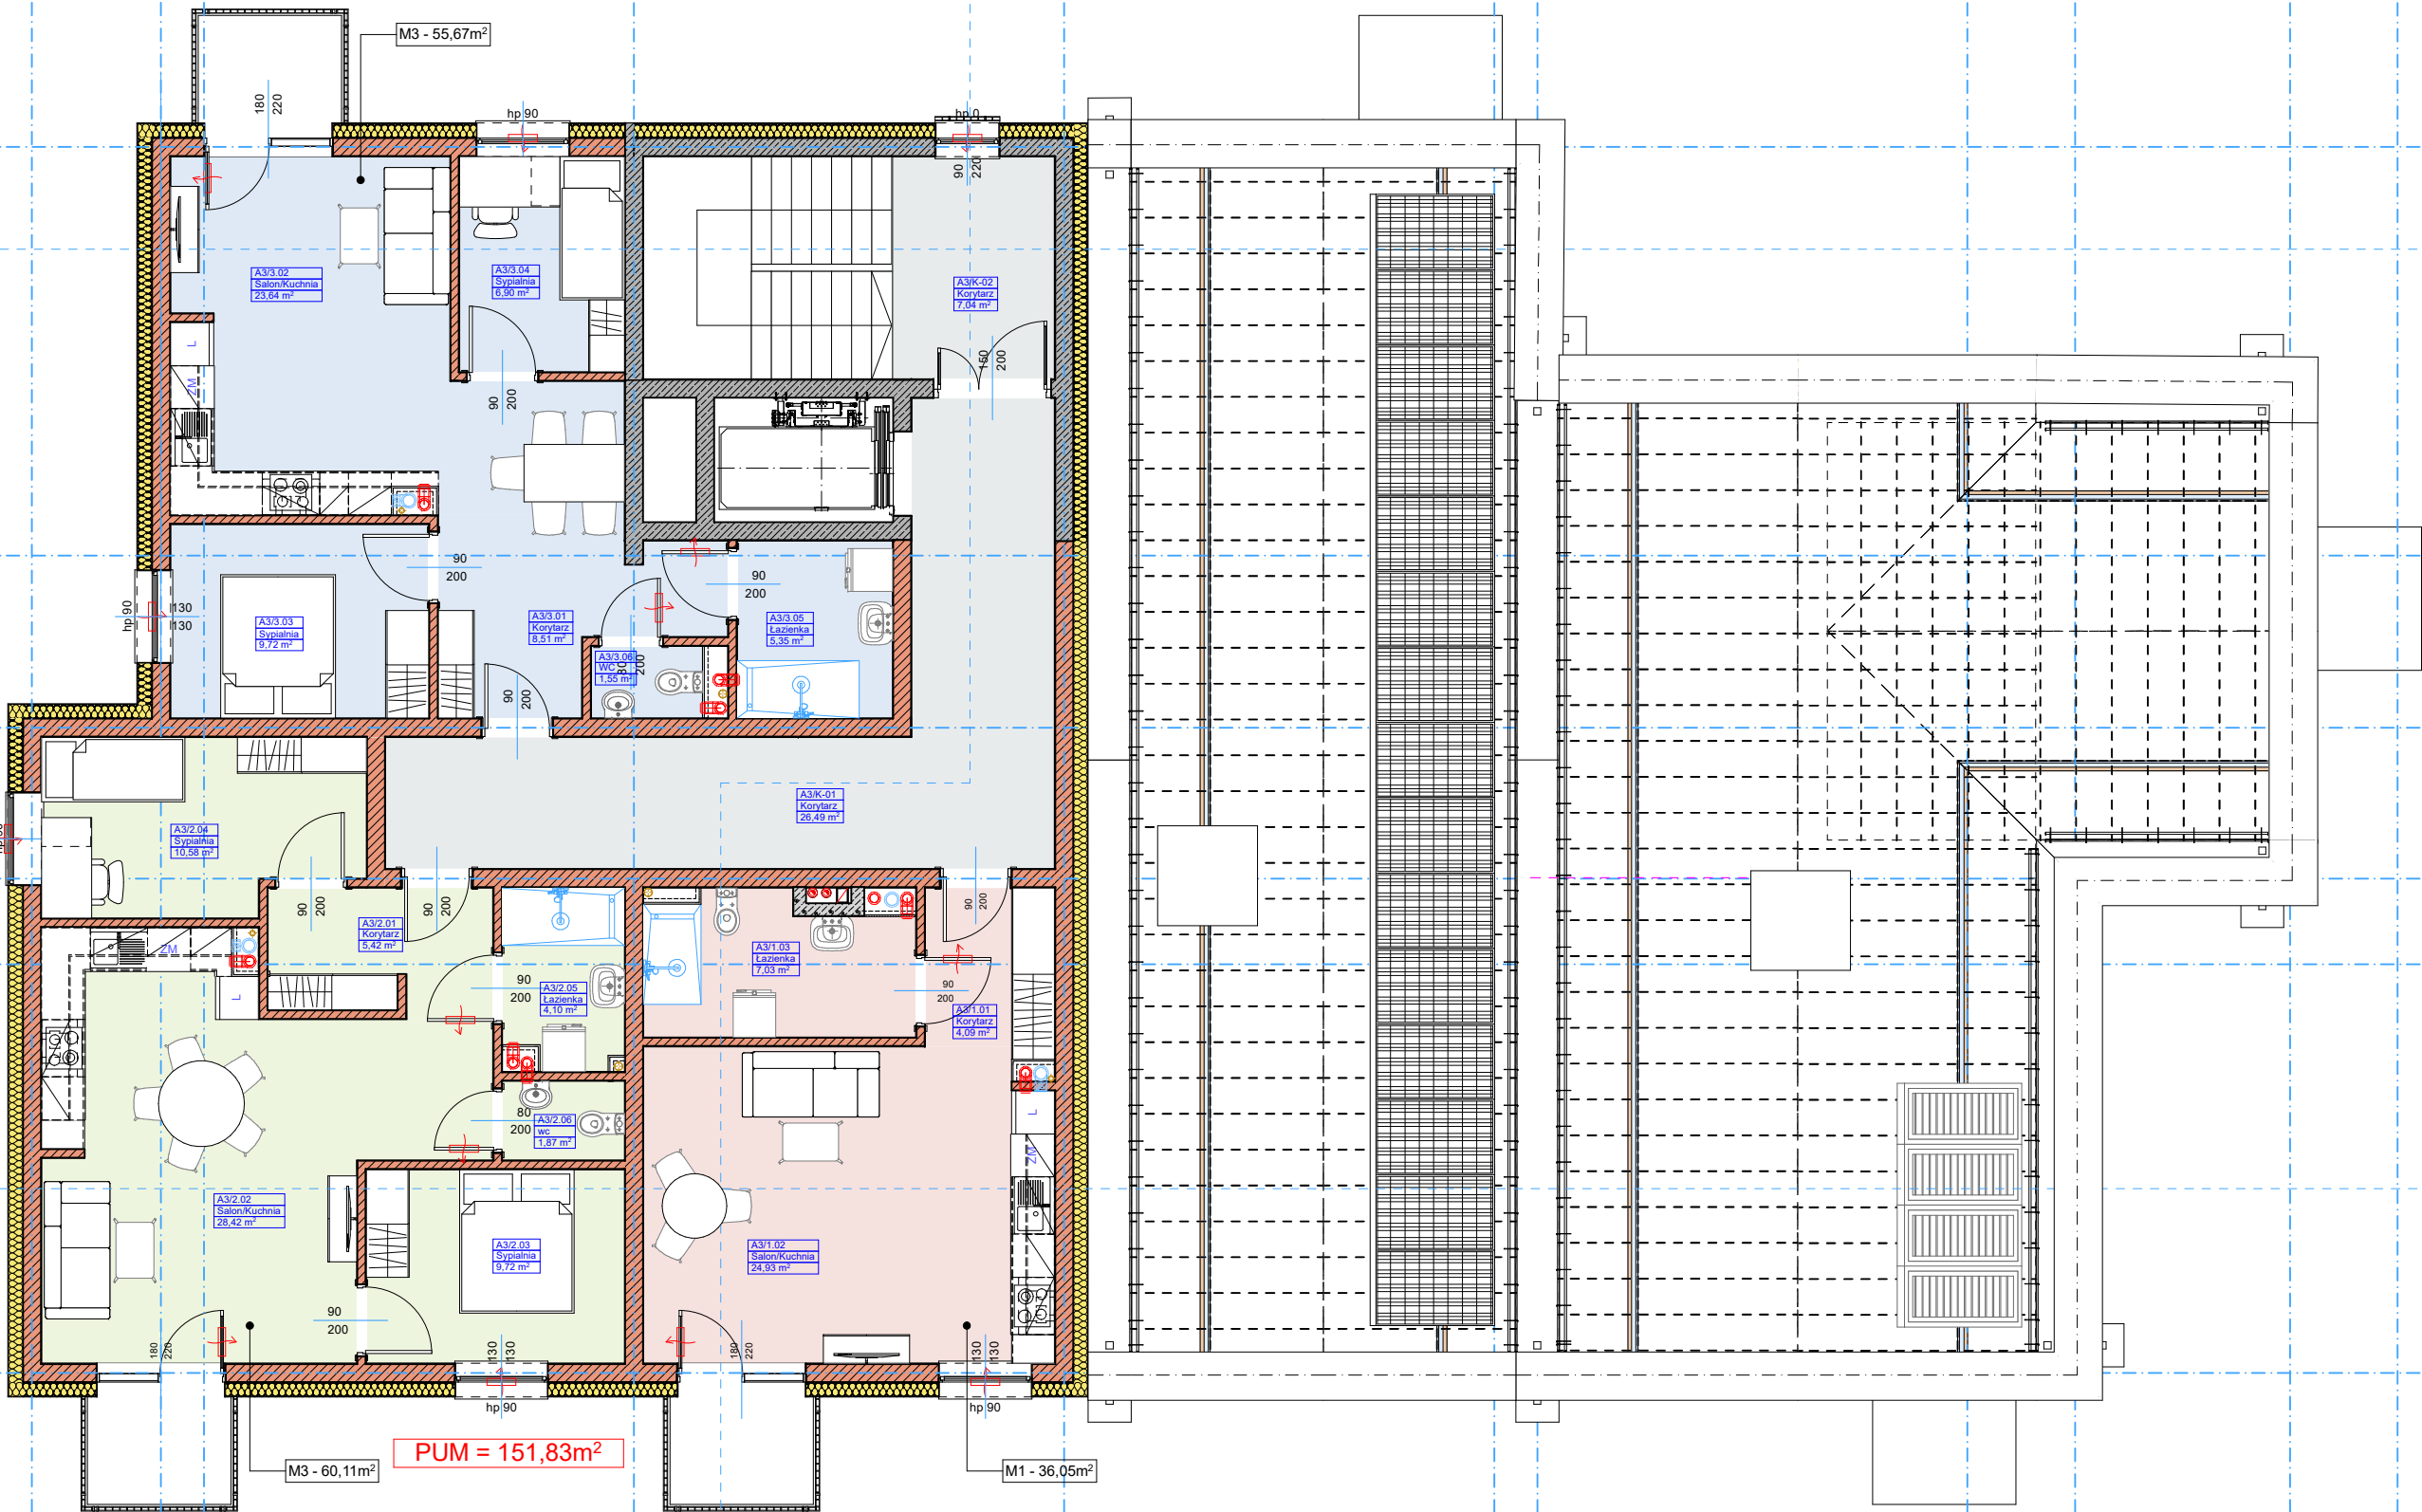 M3 - 55,67m²
180
220
hp 90
hp 0
90
220
A3/3.02
Salon/Kuchnia
23,64 m²
A3/3.04
Sypialnia
6,90 m²
A3/K-02
Korytarz
7,04 m²
L
ZM
150
200
90
200
90
200
90
200
hp 90
130
130
A3/3.03
Sypialnia
9,72 m²
A3/3.01
Korytarz
8,51 m²
A3/3.05
Łazienka
5,35 m²
A3/3.06
WC
1,55 m²
80
200
90
200
A3/K-01
Korytarz
26,49 m²
A3/2.04
Sypialnia
10,58 m²
90
200
90
200
90
200
A3/2.01
Korytarz
5,42 m²
ZM
L
A3/1.03
Łazienka
7,03 m²
90
200
A3/2.05
Łazienka
4,10 m²
90
200
A3/1.01
Korytarz
4,09 m²
80
200
A3/2.06
wc
1,87 m²
L
ZM
A3/2.02
Salon/Kuchnia
28,42 m²
A3/2.03
Sypialnia
9,72 m²
A3/1.02
Salon/Kuchnia
24,93 m²
90
200
180
220
130
130
180
220
130
130
hp 90
hp 90
PUM = 151,83m²
M3 - 60,11m²
M1 - 36,05m²